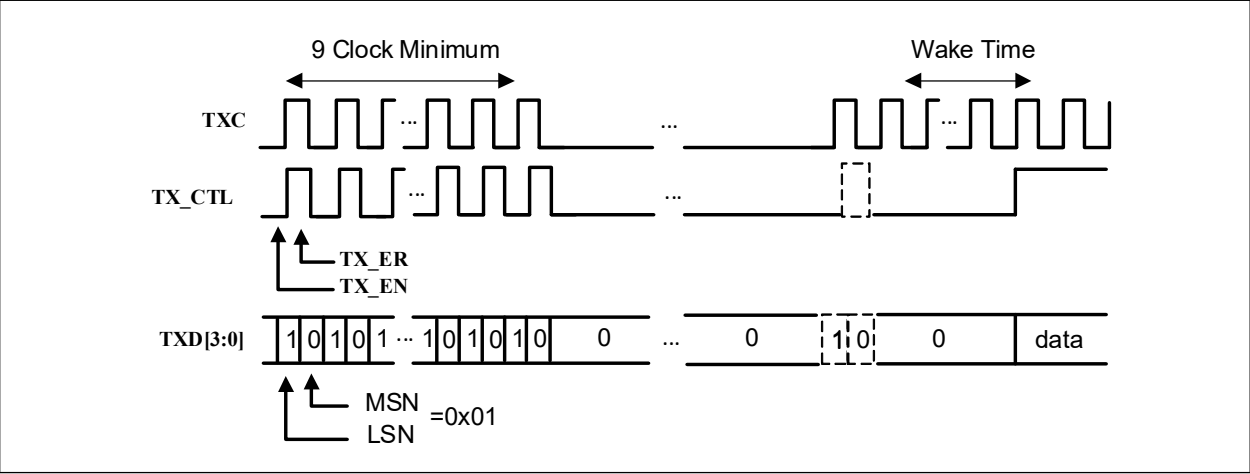 9 Clock Minimum Wake Time
TXC ... ...
TX_CTL ... ...
TX_ER
TX_EN
TXD[3:0] 1 0 1 0 1 ... 1 0 1 0 1 0 0 ... 0 1 0 0 data
MSN =0x01
LSN